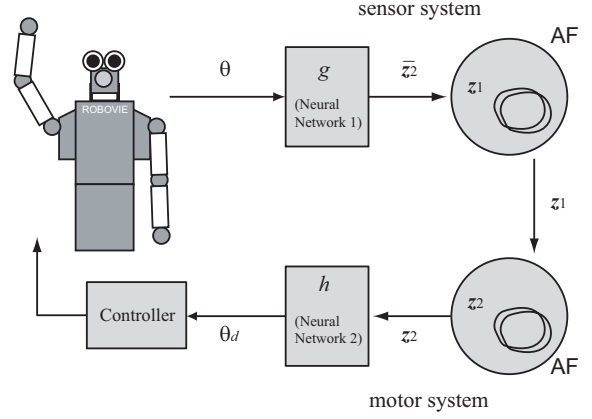 sensor system
AF
θ
g
(Neural
Network 1)
z̄2
z1
ROBOVIE
z1
Controller
θd
h
(Neural
Network 2)
z2
z2
AF
motor system